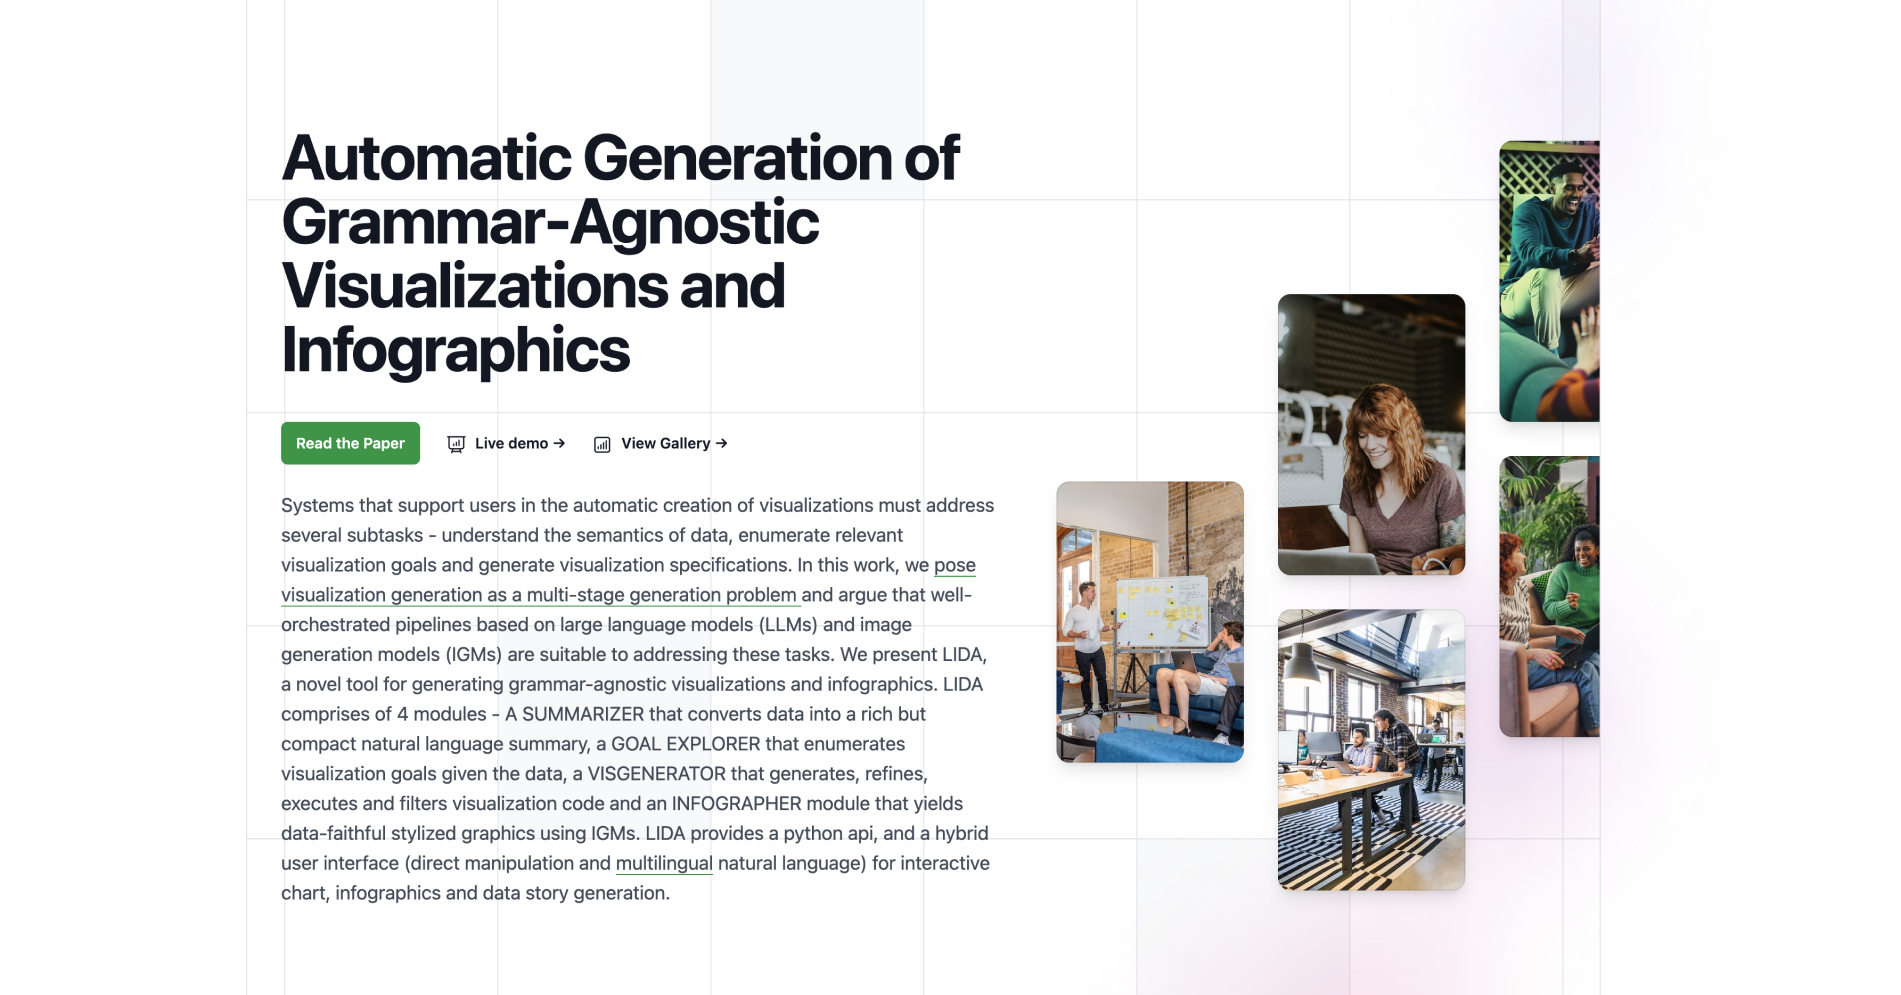 Automatic Generation of
Grammar-Agnostic
Visualizations and
Infographics
Read the Paper
Live demo →
View Gallery →
Systems that support users in the automatic creation of visualizations must address
several subtasks - understand the semantics of data, enumerate relevant
visualization goals and generate visualization specifications. In this work, we pose
visualization generation as a multi-stage generation problem and argue that well-
orchestrated pipelines based on large language models (LLMs) and image
generation models (IGMs) are suitable to addressing these tasks. We present LIDA,
a novel tool for generating grammar-agnostic visualizations and infographics. LIDA
comprises of 4 modules - A SUMMARIZER that converts data into a rich but
compact natural language summary, a GOAL EXPLORER that enumerates
visualization goals given the data, a VISGENERATOR that generates, refines,
executes and filters visualization code and an INFOGRAPHER module that yields
data-faithful stylized graphics using IGMs. LIDA provides a python api, and a hybrid
user interface (direct manipulation and multilingual natural language) for interactive
chart, infographics and data story generation.